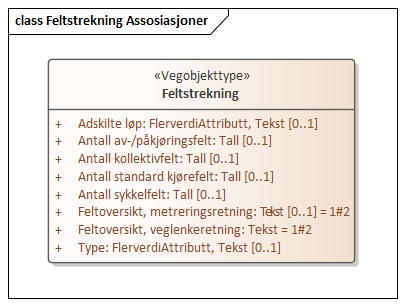 class Feltstrekning Assosiasjoner
«Vegobjekttype»
Feltstrekning
+ Adskilte løp: FlerverdiAttributt, Tekst [0..1]
+ Antall av-/påkjøringsfelt: Tall [0..1]
+ Antall kollektivfelt: Tall [0..1]
+ Antall standard kjørefelt: Tall [0..1]
+ Antall sykkelfelt: Tall [0..1]
+ Feltoversikt, metreringsretning: Tekst [0..1] = 1#2
+ Feltoversikt, veglenkeretning: Tekst = 1#2
+ Type: FlerverdiAttributt, Tekst [0..1]